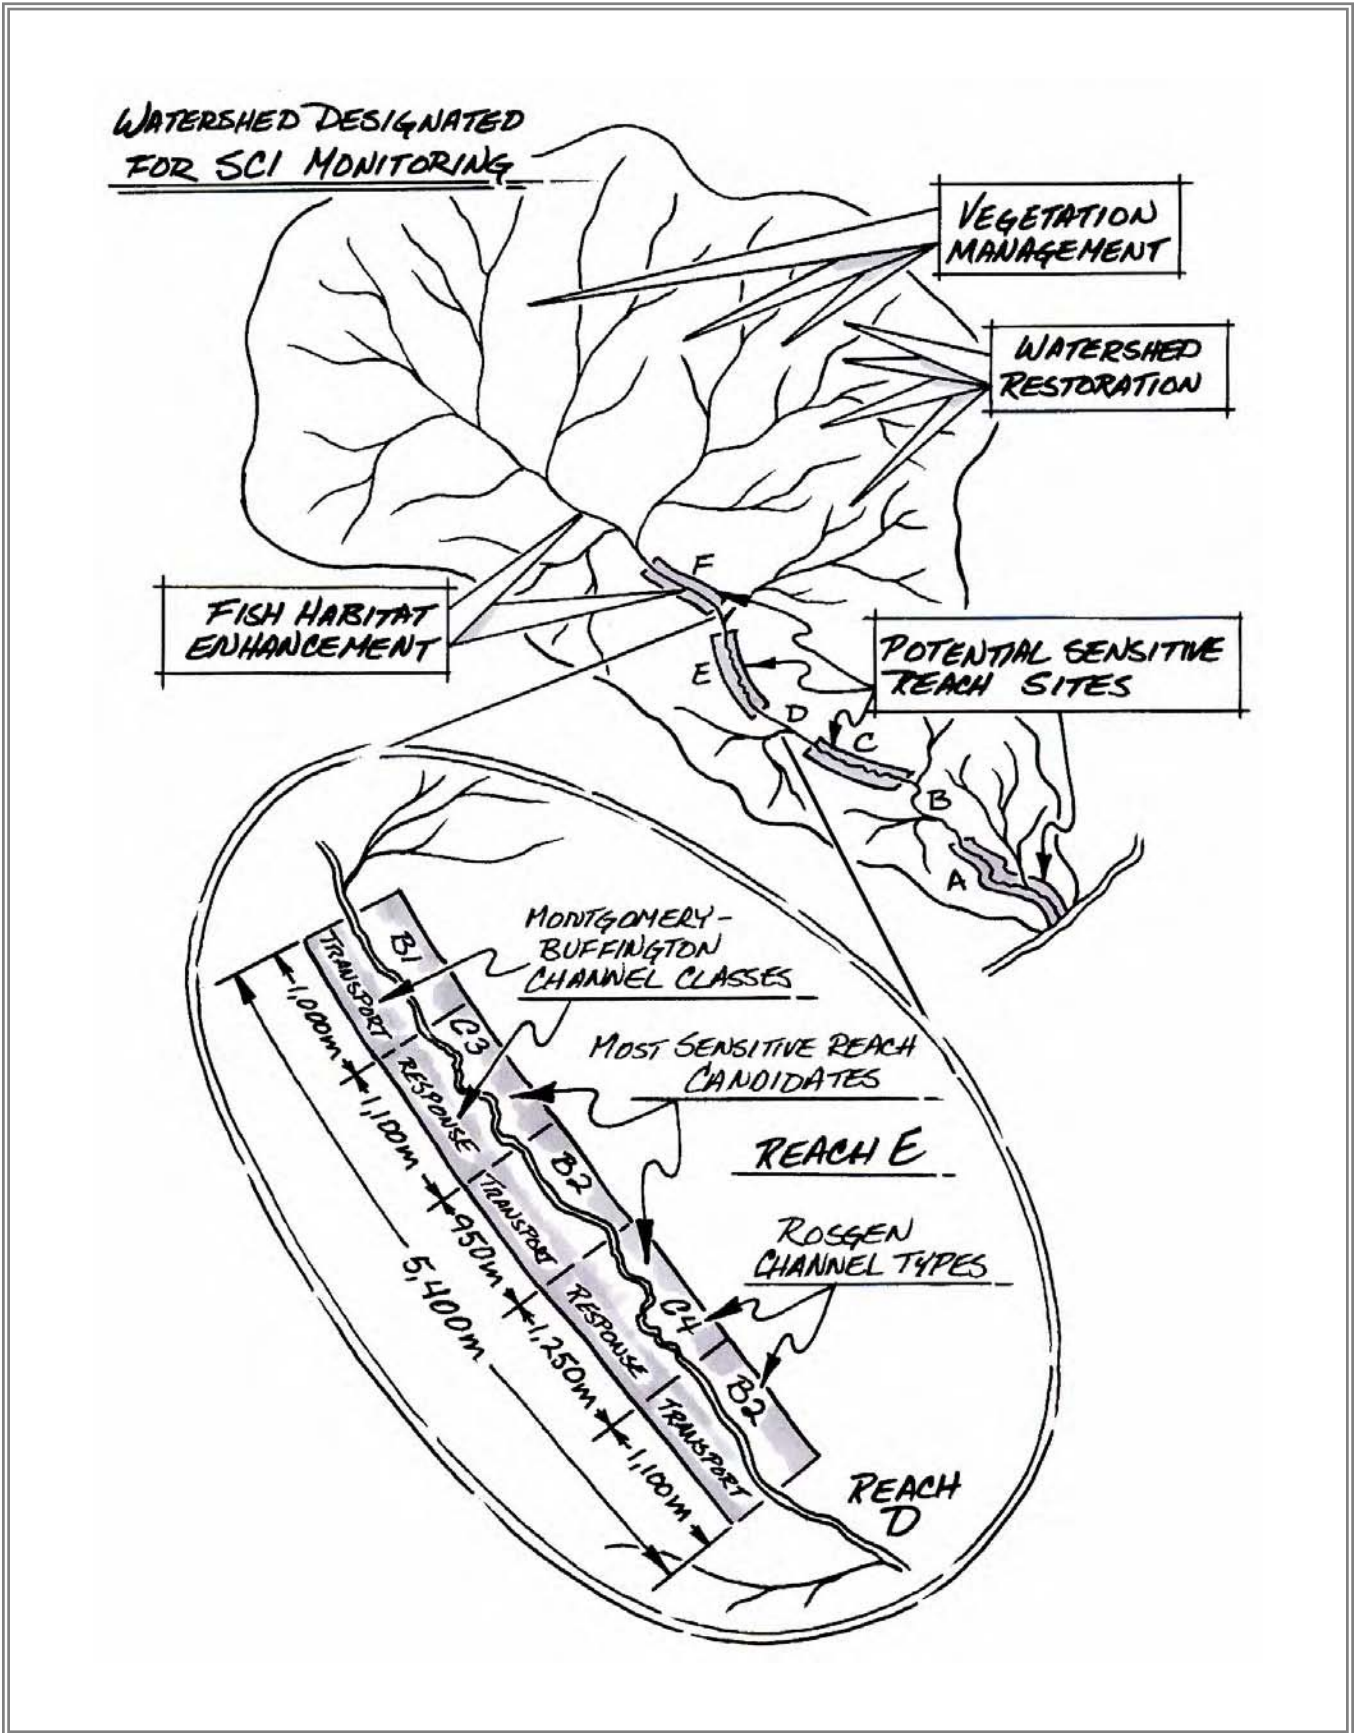 WATERSHED DESIGNATED
FOR SCI MONITORING
VEGETATION
MANAGEMENT
WATERSHED
RESTORATION
FISH HABITAT
ENHANCEMENT
POTENTIAL SENSITIVE
REACH SITES
F
E
D
C
B
A
MONTGOMERY-
BUFFINGTON
CHANNEL CLASSES
MOST SENSITIVE REACH
CANDIDATES
REACH E
ROSGEN
CHANNEL TYPES
B1
C3
B2
C4
B2
TRANSPORT
RESPONSE
TRANSPORT
RESPONSE
TRANSPORT
1,000m
1,100m
950m
1,250m
1,100m
5,400m
REACH
D